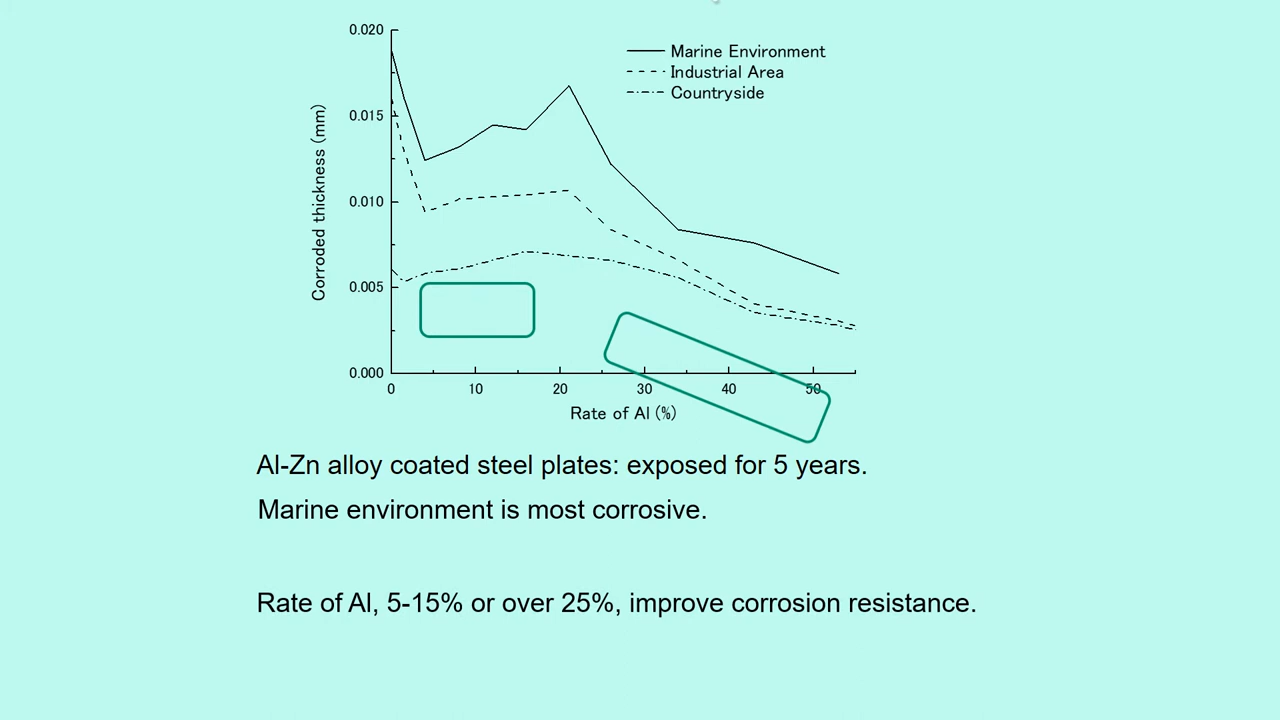 0.020
0.015
0.010
0.005
0.000
Corroded thickness (mm)
Marine Environment
Industrial Area
Countryside
0 10 20 30 40 50
Rate of Al (%)
Al-Zn alloy coated steel plates: exposed for 5 years.
Marine environment is most corrosive.
Rate of Al, 5-15% or over 25%, improve corrosion resistance.